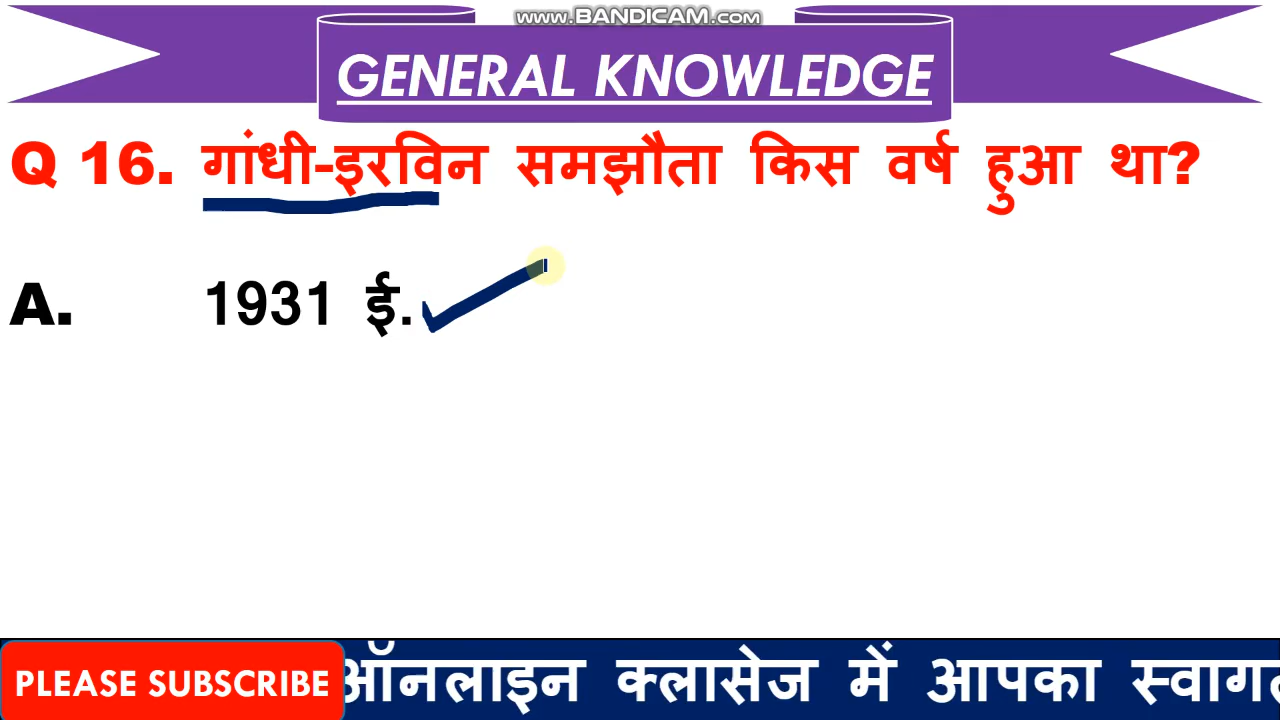 www.BANDICAM.com
GENERAL KNOWLEDGE
Q 16. गांधी-इरविन समझौता किस वर्ष हुआ था?
A. 1931 ई.
PLEASE SUBSCRIBE ऑनलाइन क्लासेज में आपका